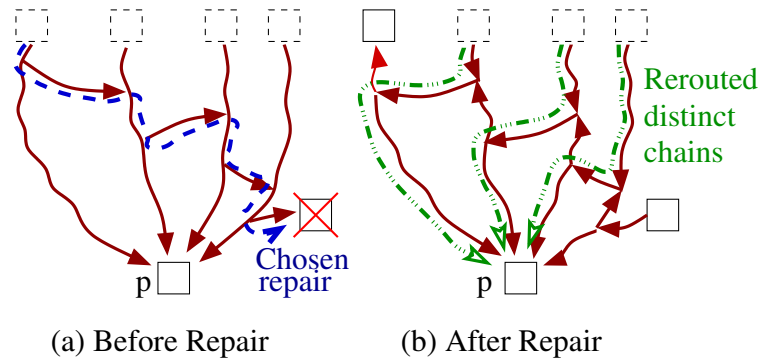 Rerouted
distinct
chains
Chosen
repair
p
p
(a) Before Repair
(b) After Repair